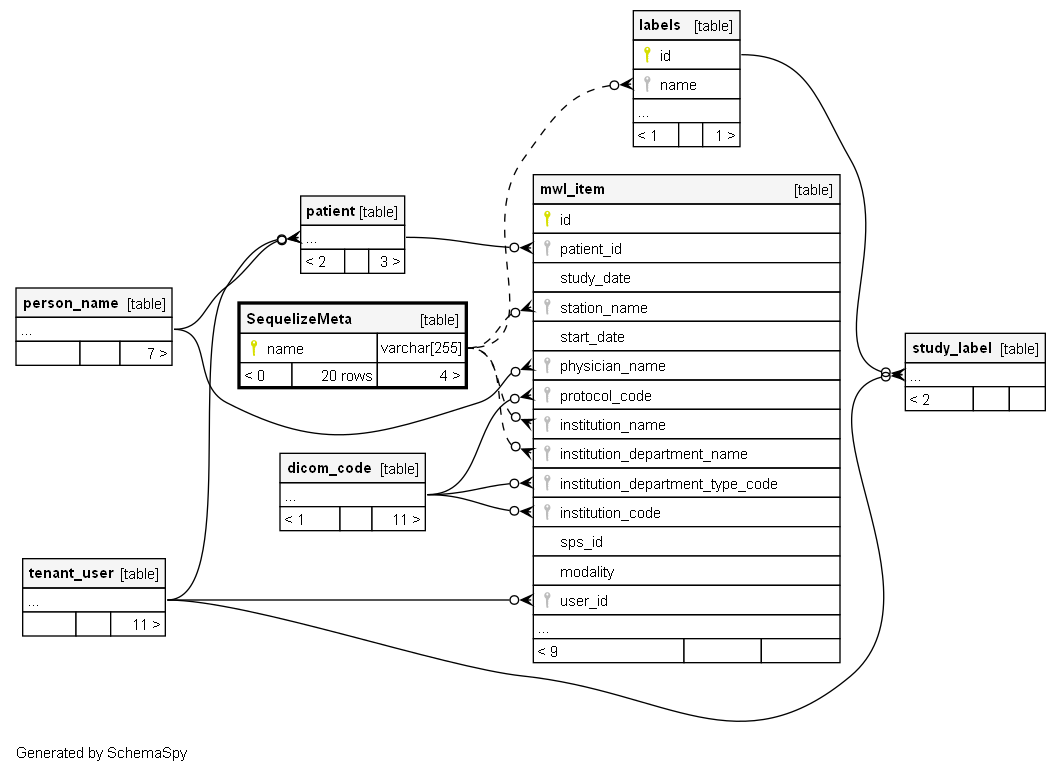 labels [table]
id
name
...
< 1 1 >
mwl_item [table]
id
patient_id
study_date
station_name
start_date
physician_name
protocol_code
institution_name
institution_department_name
institution_department_type_code
institution_code
sps_id
modality
user_id
...
< 9
patient [table]
...
< 2 3 >
person_name [table]
...
7 >
SequelizeMeta [table]
name varchar[255]
< 0 20 rows 4 >
study_label [table]
...
< 2
dicom_code [table]
...
< 1 11 >
tenant_user [table]
...
11 >
Generated by SchemaSpy